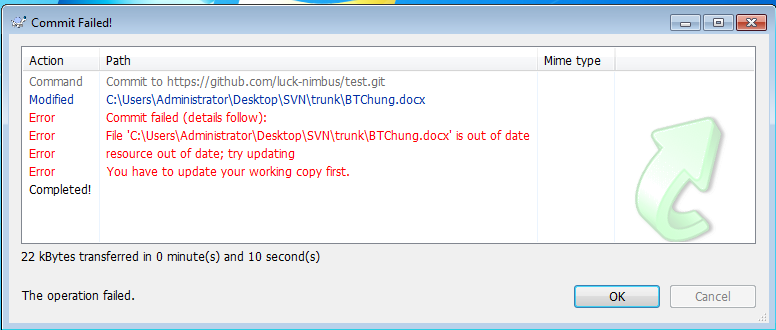 Commit Failed!
Action Path Mime type
Command Commit to https://github.com/luck-nimbus/test.git
Modified C:\Users\Administrator\Desktop\SVN\trunk\BTChung.docx
Error Commit failed (details follow):
Error File 'C:\Users\Administrator\Desktop\SVN\trunk\BTChung.docx' is out of date
Error resource out of date; try updating
Error You have to update your working copy first.
Completed!
22 kBytes transferred in 0 minute(s) and 10 second(s)
The operation failed.
OK Cancel